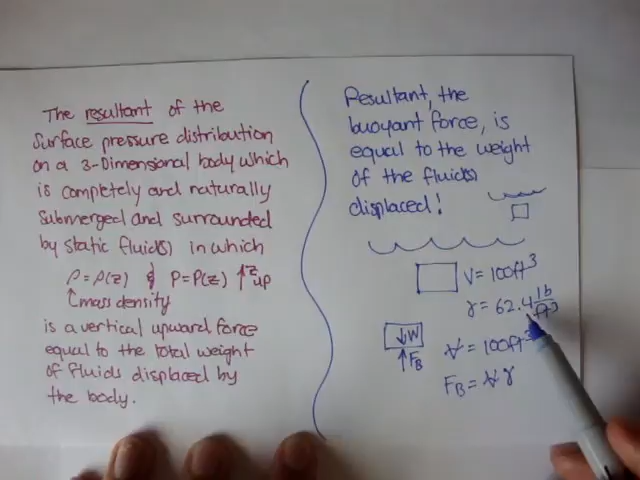 The resultant of the
surface pressure distribution
on a 3-Dimensional body which
is completely and naturally
submerged and surrounded
by static fluid(s) in which
ρ=ρ(z) & P=P(z) ↑z up
↑mass density
is a vertical upward force
equal to the total weight
of fluids displaced by
the body.
Resultant, the
buoyant force, is
equal to the weight
of the fluid(s)
displaced!
V=100ft³
γ=62.4 lb/ft³
↓W
↑FB
V=100ft³
FB=Vγ